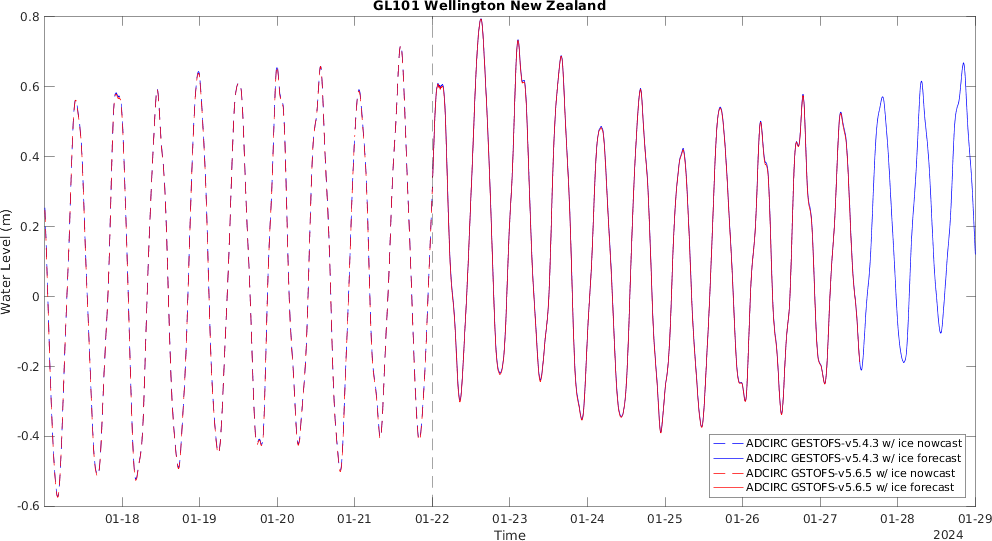 GL101 Wellington New Zealand
0.8
0.6
0.4
0.2
0
-0.2
-0.4
-0.6
Water Level (m)
ADCIRC GESTOFS-v5.4.3 w/ ice nowcast
ADCIRC GESTOFS-v5.4.3 w/ ice forecast
ADCIRC GSTOFS-v5.6.5 w/ ice nowcast
ADCIRC GSTOFS-v5.6.5 w/ ice forecast
01-18 01-19 01-20 01-21 01-22 01-23 01-24 01-25 01-26 01-27 01-28 01-29
Time
2024